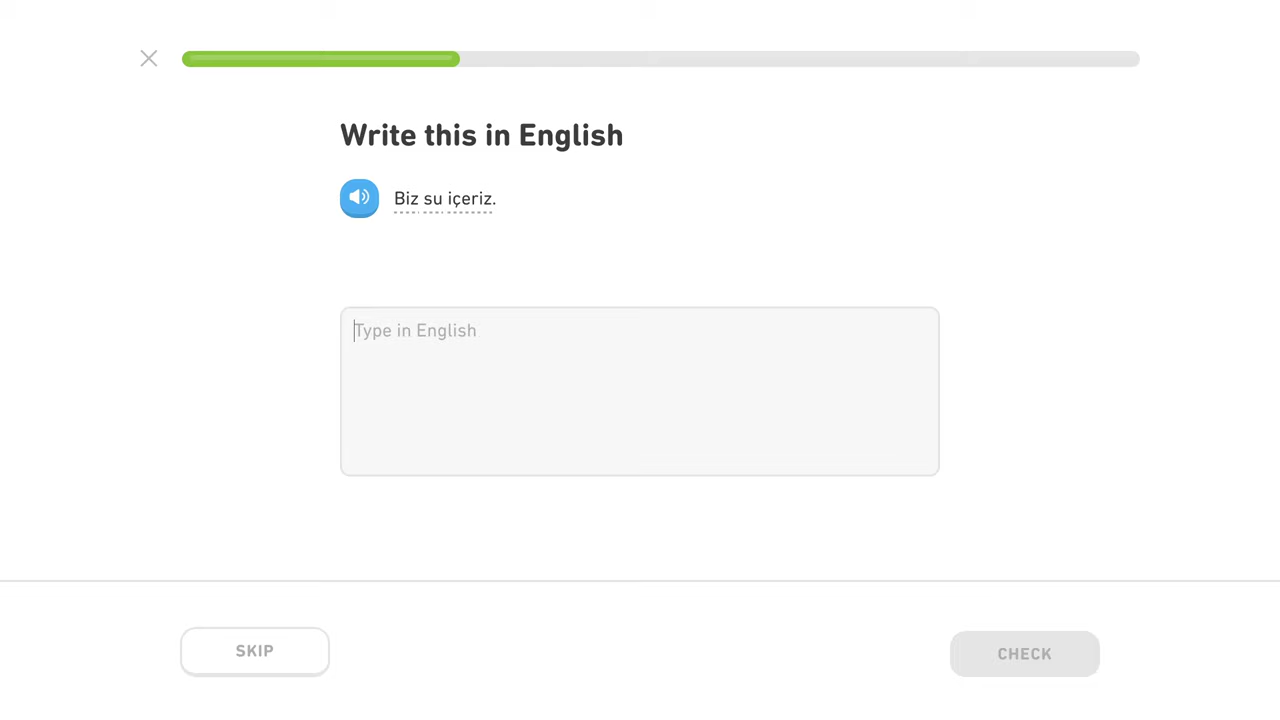 Write this in English
Biz su içeriz.
Type in English
SKIP
CHECK